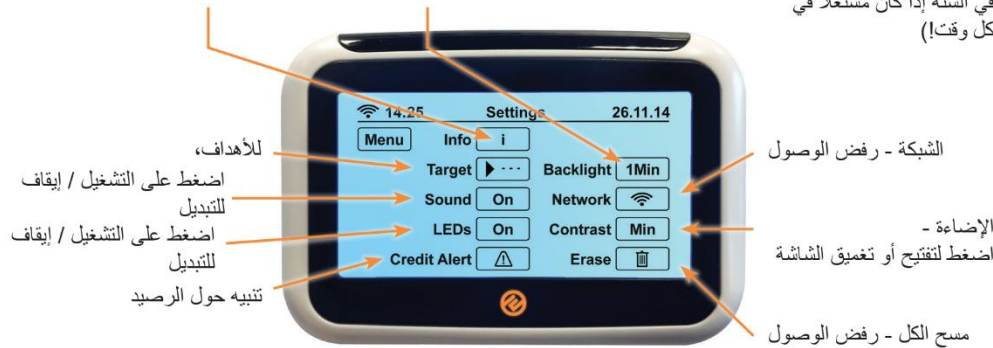 في السنة إذا كان مشتغلا في
كل وقت!)
14:25 Settings 26.11.14
Menu Info i
Target Backlight 1Min
Sound On Network
LEDs On Contrast Min
Credit Alert Erase
للأهداف،
اضغط على التشغيل / إيقاف
للتبديل
اضغط على التشغيل / إيقاف
للتبديل
تنبيه حول الرصيد
الشبكة - رفض الوصول
الإضاءة -
اضغط لتفتيح أو تغميق الشاشة
مسح الكل - رفض الوصول